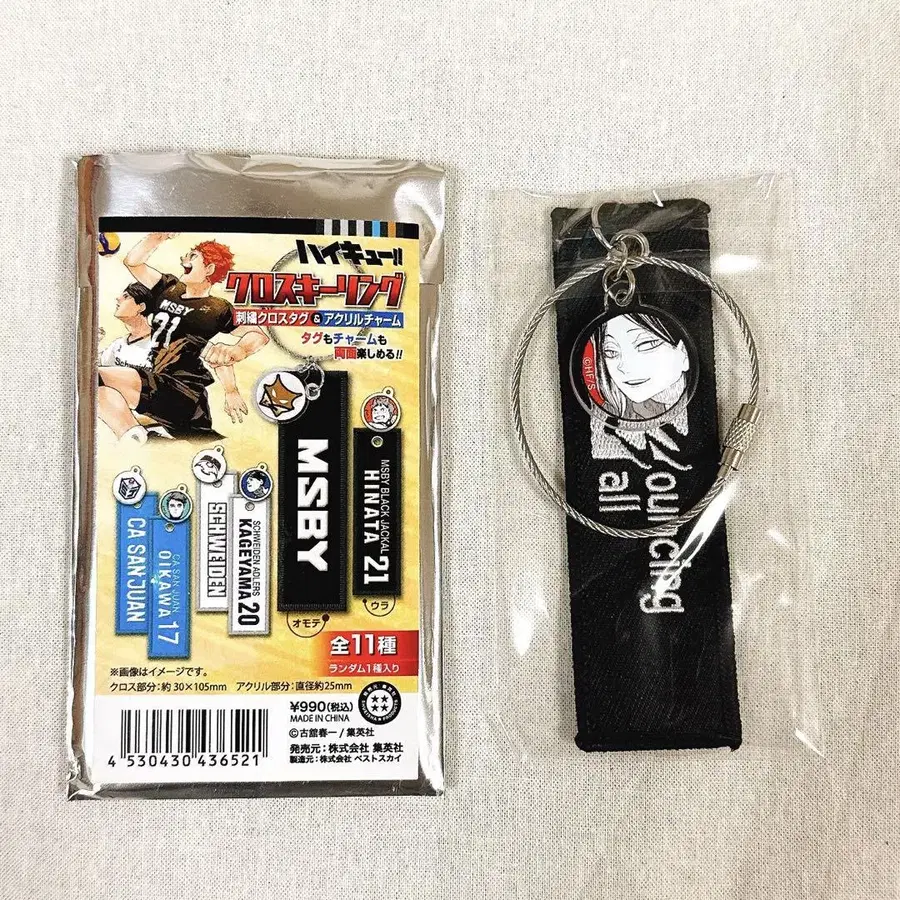 ハイキュー!!
クロスキーリング
刺繍クロスタグ&アクリルチャーム
タグもチャームも
両面楽しめる!!
MSBY
21
MSBY
MSBY BLACK JACKAL
HINATA 21
SCHWEIDEN
SCHWEIDEN ADLERS
KAGEYAMA 20
CA SAN JUAN
CA SAN JUAN
OIKAWA 17
オモテ
ウラ
全11種
ランダム1種入り
※画像はイメージです。
クロス部分:約30×105mm アクリル部分:直径約25mm
¥990(税込)
MADE IN CHINA
©古舘春一/集英社
発売元:株式会社 集英社
製造元:株式会社 ベストスカイ
4 530430 436521
©HF/S
Bouncing
Ball